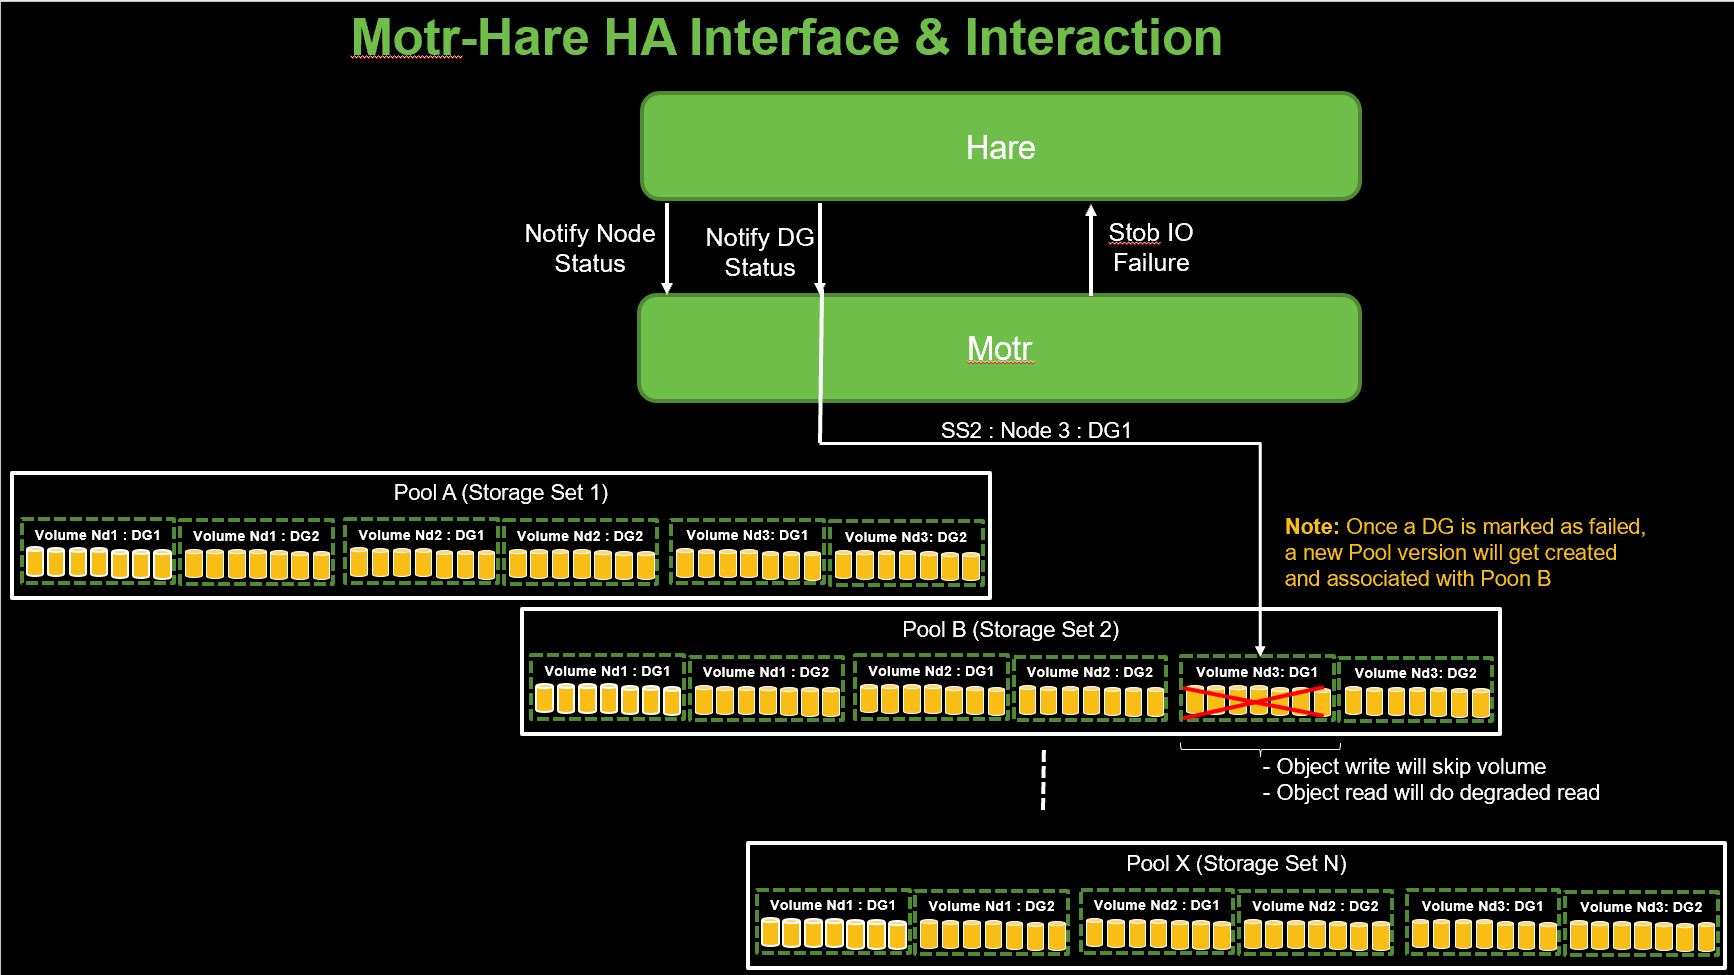 Motr-Hare HA Interface & Interaction
Hare
Notify Node
Status
Notify DG
Status
Stob IO
Failure
Motr
SS2 : Node 3 : DG1
Pool A (Storage Set 1)
Volume Nd1 : DG1
Volume Nd1 : DG2
Volume Nd2 : DG1
Volume Nd2 : DG2
Volume Nd3: DG1
Volume Nd3: DG2
Note: Once a DG is marked as failed,
a new Pool version will get created
and associated with Poon B
Pool B (Storage Set 2)
Volume Nd1 : DG1
Volume Nd1 : DG2
Volume Nd2 : DG1
Volume Nd2 : DG2
Volume Nd3: DG1
Volume Nd3: DG2
- Object write will skip volume
- Object read will do degraded read
Pool X (Storage Set N)
Volume Nd1 : DG1
Volume Nd1 : DG2
Volume Nd2 : DG1
Volume Nd2 : DG2
Volume Nd3: DG1
Volume Nd3: DG2